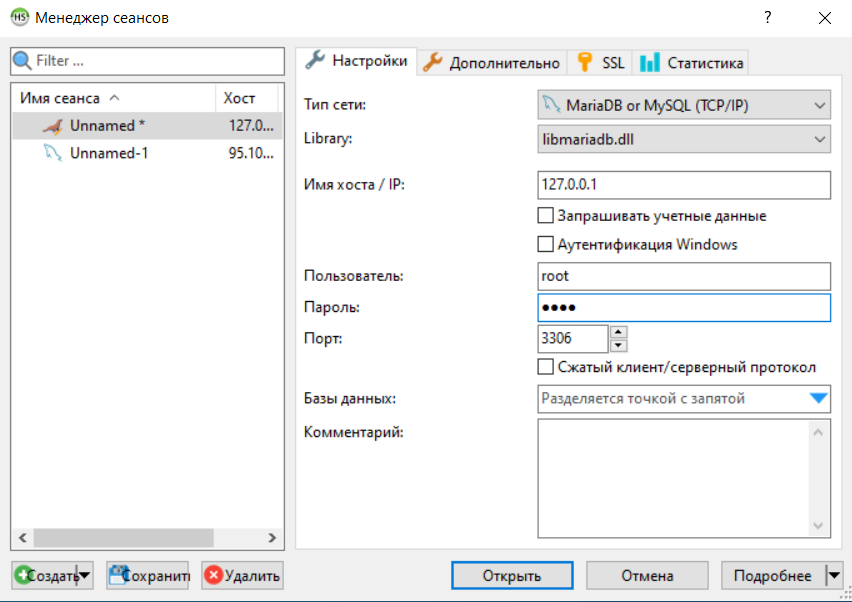 HS Менеджер сеансов ?
Filter ...
Имя сеанса Хост
Unnamed * 127.0...
Unnamed-1 95.10...
Настройки Дополнительно SSL Статистика
Тип сети: MariaDB or MySQL (TCP/IP)
Library: libmariadb.dll
Имя хоста / IP: 127.0.0.1
Запрашивать учетные данные
Аутентификация Windows
Пользователь: root
Пароль: ●●●●
Порт: 3306
Сжатый клиент/серверный протокол
Базы данных: Разделяется точкой с запятой
Комментарий:
Создать Сохранит Удалить Открыть Отмена Подробнее